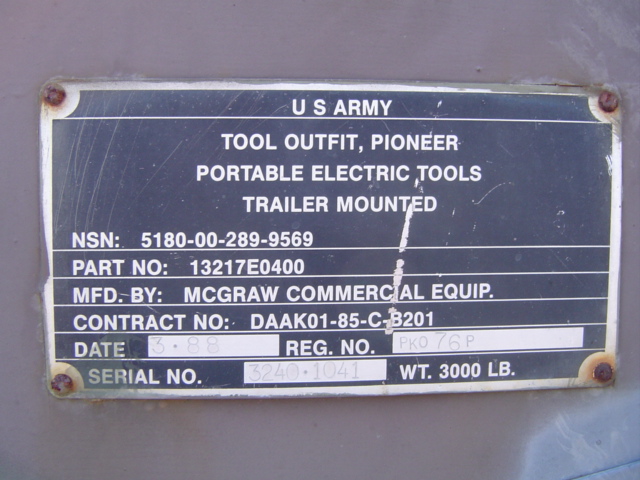 U S ARMY
TOOL OUTFIT, PIONEER
PORTABLE ELECTRIC TOOLS
TRAILER MOUNTED
NSN: 5180-00-289-9569
PART NO: 13217E0400
MFD. BY: MCGRAW COMMERCIAL EQUIP.
CONTRACT NO: DAAK01-85-C-B201
DATE 3·88 REG. NO. PK0 76P
SERIAL NO. 3240·1041 WT. 3000 LB.